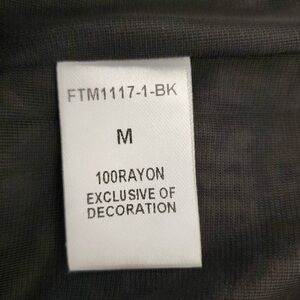 FTM1117-1-BK
M
100RAYON
EXCLUSIVE OF
DECORATION